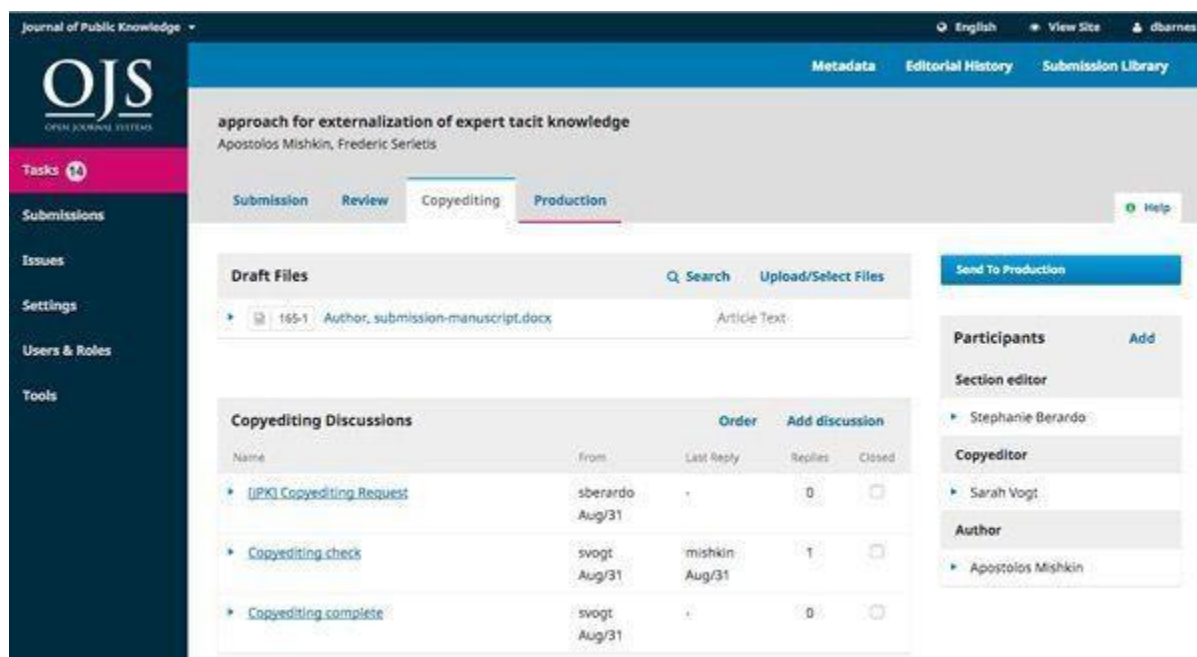 Journal of Public Knowledge
English View Site dbarnes
OJS
OPEN JOURNAL SYSTEMS
Metadata Editorial History Submission Library
approach for externalization of expert tacit knowledge
Apostolos Mishkin, Frederic Serletis
Tasks 14
Submissions
Issues
Settings
Users & Roles
Tools
Submission Review Copyediting Production
Help
Draft Files Search Upload/Select Files
165-1 Author, submission-manuscript.docx Article Text
Copyediting Discussions Order Add discussion
Name From Last Reply Replies Closed
[JPK] Copyediting Request sberardo - 0
Aug/31
Copyediting check svogt mishkin 1
Aug/31 Aug/31
Copyediting complete svogt - 0
Aug/31
Send To Production
Participants Add
Section editor
Stephanie Berardo
Copyeditor
Sarah Vogt
Author
Apostolos Mishkin